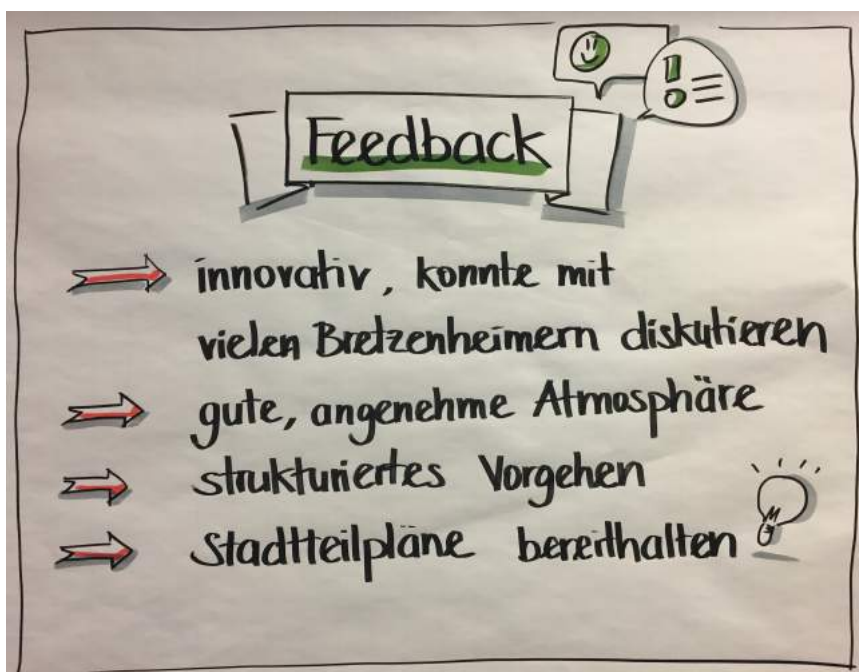 Feedback
innovativ, konnte mit
vielen Bretzenheimern diskutieren
gute, angenehme Atmosphäre
strukturiertes Vorgehen
Stadtteilpläne bereithalten